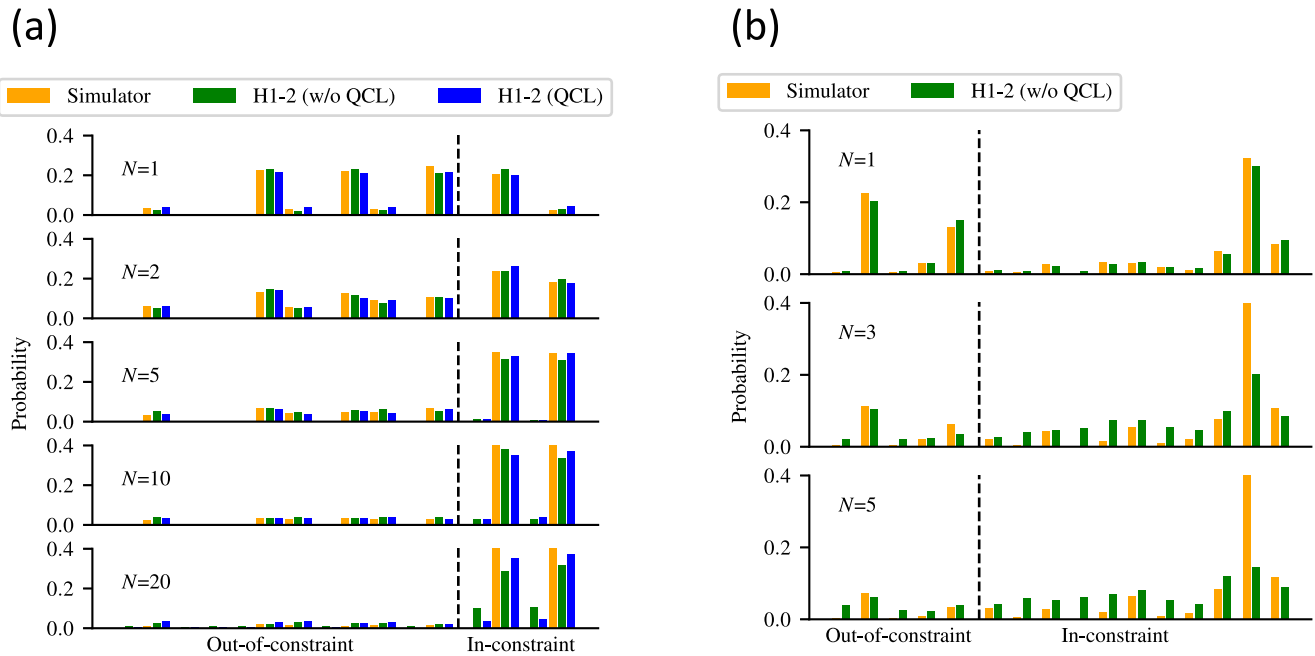 (a)
Simulator H1-2 (w/o QCL) H1-2 (QCL)
Probability
0.4
0.2
0.0
N=1
0.4
0.2
0.0
N=2
0.4
0.2
0.0
N=5
0.4
0.2
0.0
N=10
0.4
0.2
0.0
N=20
Out-of-constraint In-constraint
(b)
Simulator H1-2 (w/o QCL)
Probability
0.4
0.2
0.0
N=1
0.4
0.2
0.0
N=3
0.4
0.2
0.0
N=5
Out-of-constraint In-constraint